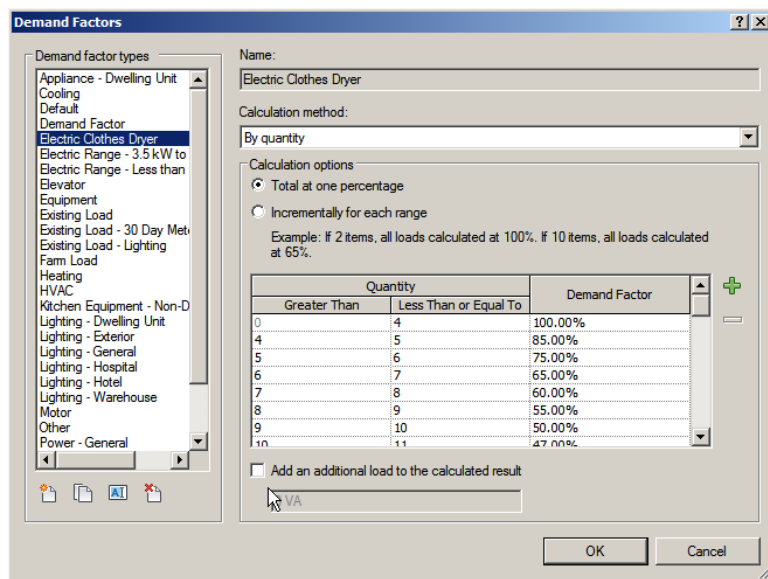 Demand Factors
Demand factor types
Appliance - Dwelling Unit
Cooling
Default
Demand Factor
Electric Clothes Dryer
Electric Range - 3.5 kW to
Electric Range - Less than
Elevator
Equipment
Existing Load
Existing Load - 30 Day Met
Existing Load - Lighting
Farm Load
Heating
HVAC
Kitchen Equipment - Non-D
Lighting - Dwelling Unit
Lighting - Exterior
Lighting - General
Lighting - Hospital
Lighting - Hotel
Lighting - Warehouse
Motor
Other
Power - General
Name:
Electric Clothes Dryer
Calculation method:
By quantity
Calculation options
Total at one percentage
Incrementally for each range
Example: If 2 items, all loads calculated at 100%. If 10 items, all loads calculated
at 65%.
Quantity Demand Factor
Greater Than Less Than or Equal To
0 4 100.00%
4 5 85.00%
5 6 75.00%
6 7 65.00%
7 8 60.00%
8 9 55.00%
9 10 50.00%
10 11 47.00%
Add an additional load to the calculated result
VA
OK Cancel